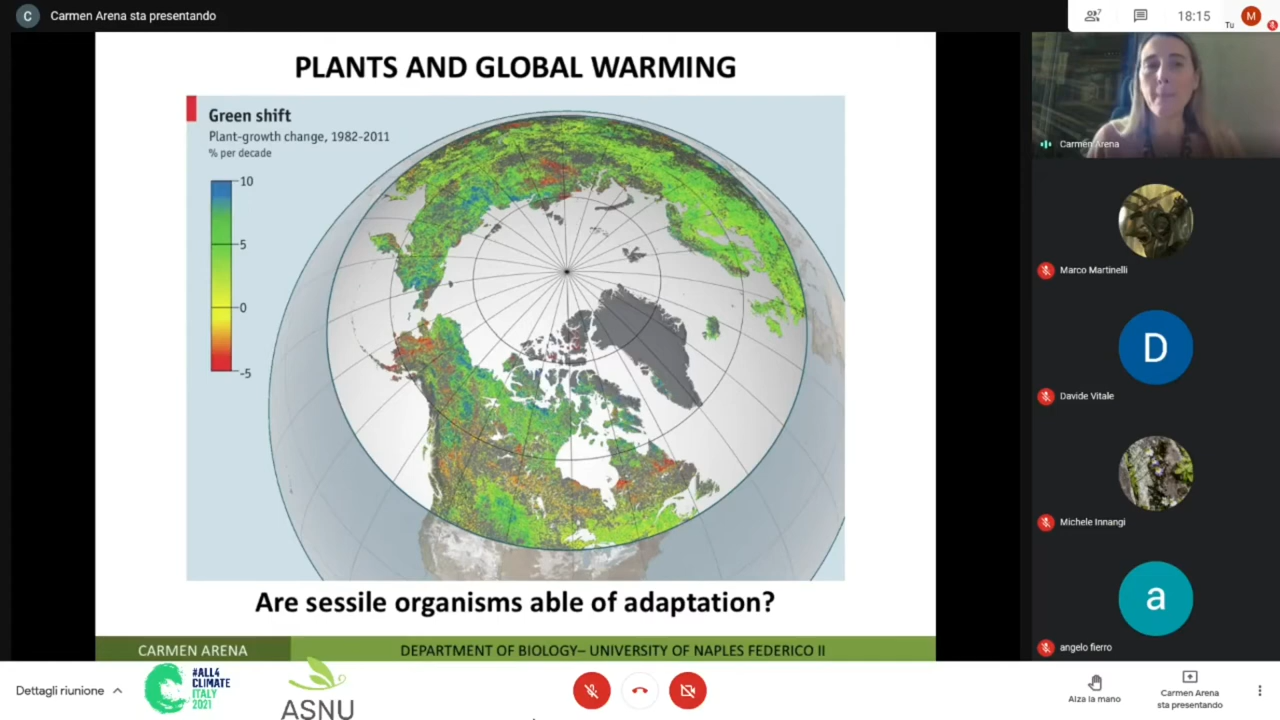 C
Carmen Arena sta presentando
7
18:15
Tu
M
PLANTS AND GLOBAL WARMING
Green shift
Plant-growth change, 1982-2011
% per decade
10
5
0
-5
Are sessile organisms able of adaptation?
CARMEN ARENA
DEPARTMENT OF BIOLOGY– UNIVERSITY OF NAPLES FEDERICO II
Carmen Arena
Marco Martinelli
D
Davide Vitale
Michele Innangi
a
angelo fierro
Dettagli riunione
#ALL4
CLIMATE
ITALY
2021
ASNU
Alza la mano
Carmen Arena
sta presentando